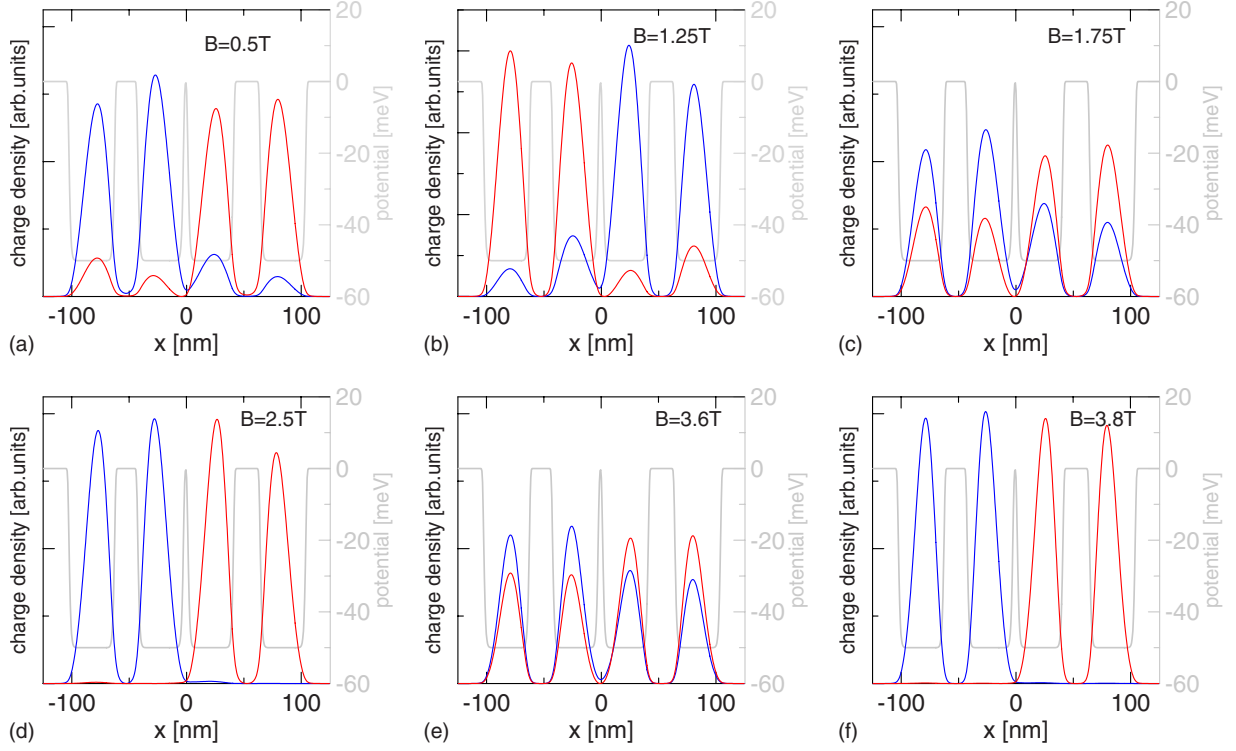 B=0.5T
charge density [arb.units]
20
0
-20
-40
-60
potential [meV]
-100
0
100
x [nm]
(a)
B=1.25T
charge density [arb.units]
20
0
-20
-40
-60
potential [meV]
-100
0
100
x [nm]
(b)
B=1.75T
charge density [arb.units]
20
0
-20
-40
-60
potential [meV]
-100
0
100
x [nm]
(c)
B=2.5T
charge density [arb.units]
20
0
-20
-40
-60
potential [meV]
-100
0
100
x [nm]
(d)
B=3.6T
charge density [arb.units]
20
0
-20
-40
-60
potential [meV]
-100
0
100
x [nm]
(e)
B=3.8T
charge density [arb.units]
20
0
-20
-40
-60
potential [meV]
-100
0
100
x [nm]
(f)